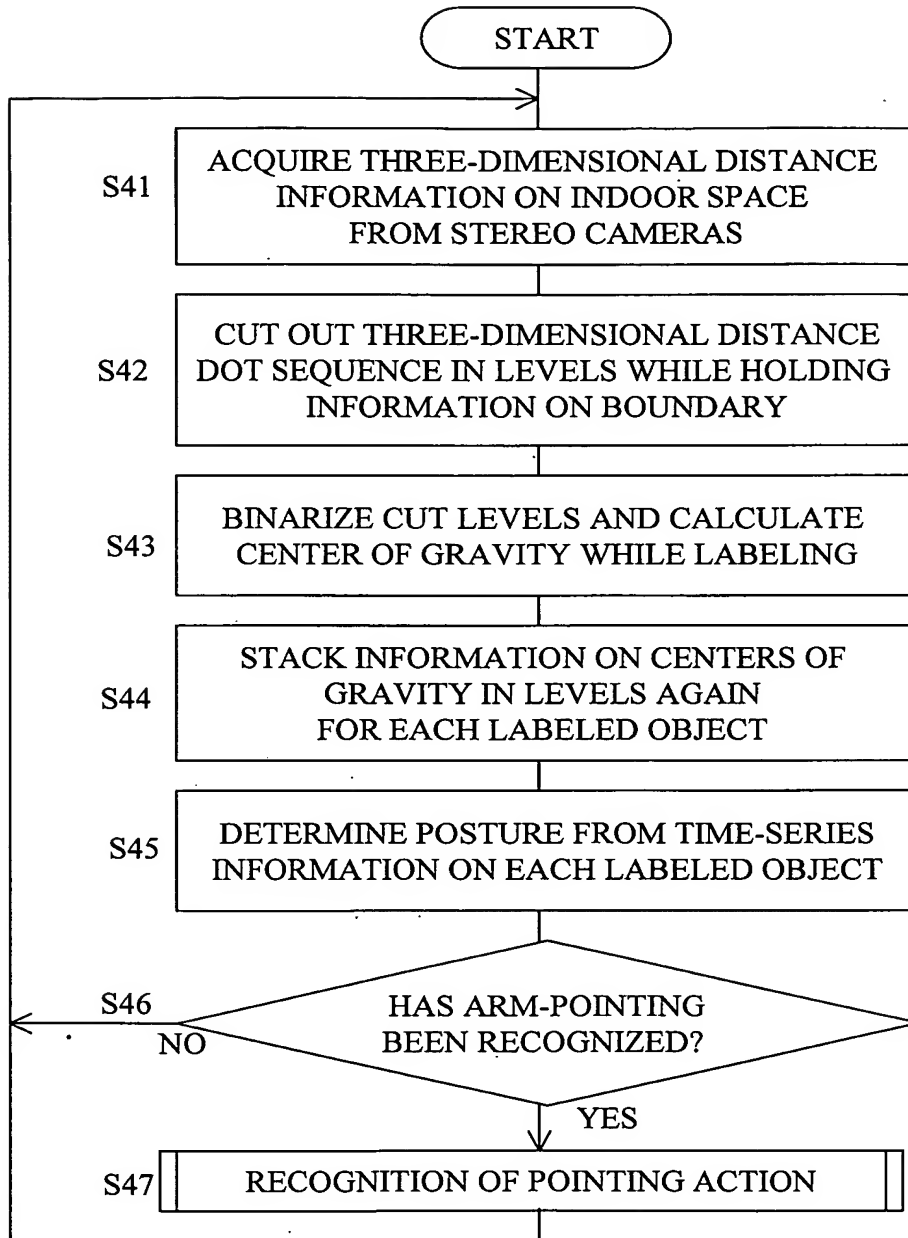 START
S41
ACQUIRE THREE-DIMENSIONAL DISTANCE
INFORMATION ON INDOOR SPACE
FROM STEREO CAMERAS
S42
CUT OUT THREE-DIMENSIONAL DISTANCE
DOT SEQUENCE IN LEVELS WHILE HOLDING
INFORMATION ON BOUNDARY
S43
BINARIZE CUT LEVELS AND CALCULATE
CENTER OF GRAVITY WHILE LABELING
S44
STACK INFORMATION ON CENTERS OF
GRAVITY IN LEVELS AGAIN
FOR EACH LABELED OBJECT
S45
DETERMINE POSTURE FROM TIME-SERIES
INFORMATION ON EACH LABELED OBJECT
S46
HAS ARM-POINTING
BEEN RECOGNIZED?
NO
YES
S47
RECOGNITION OF POINTING ACTION